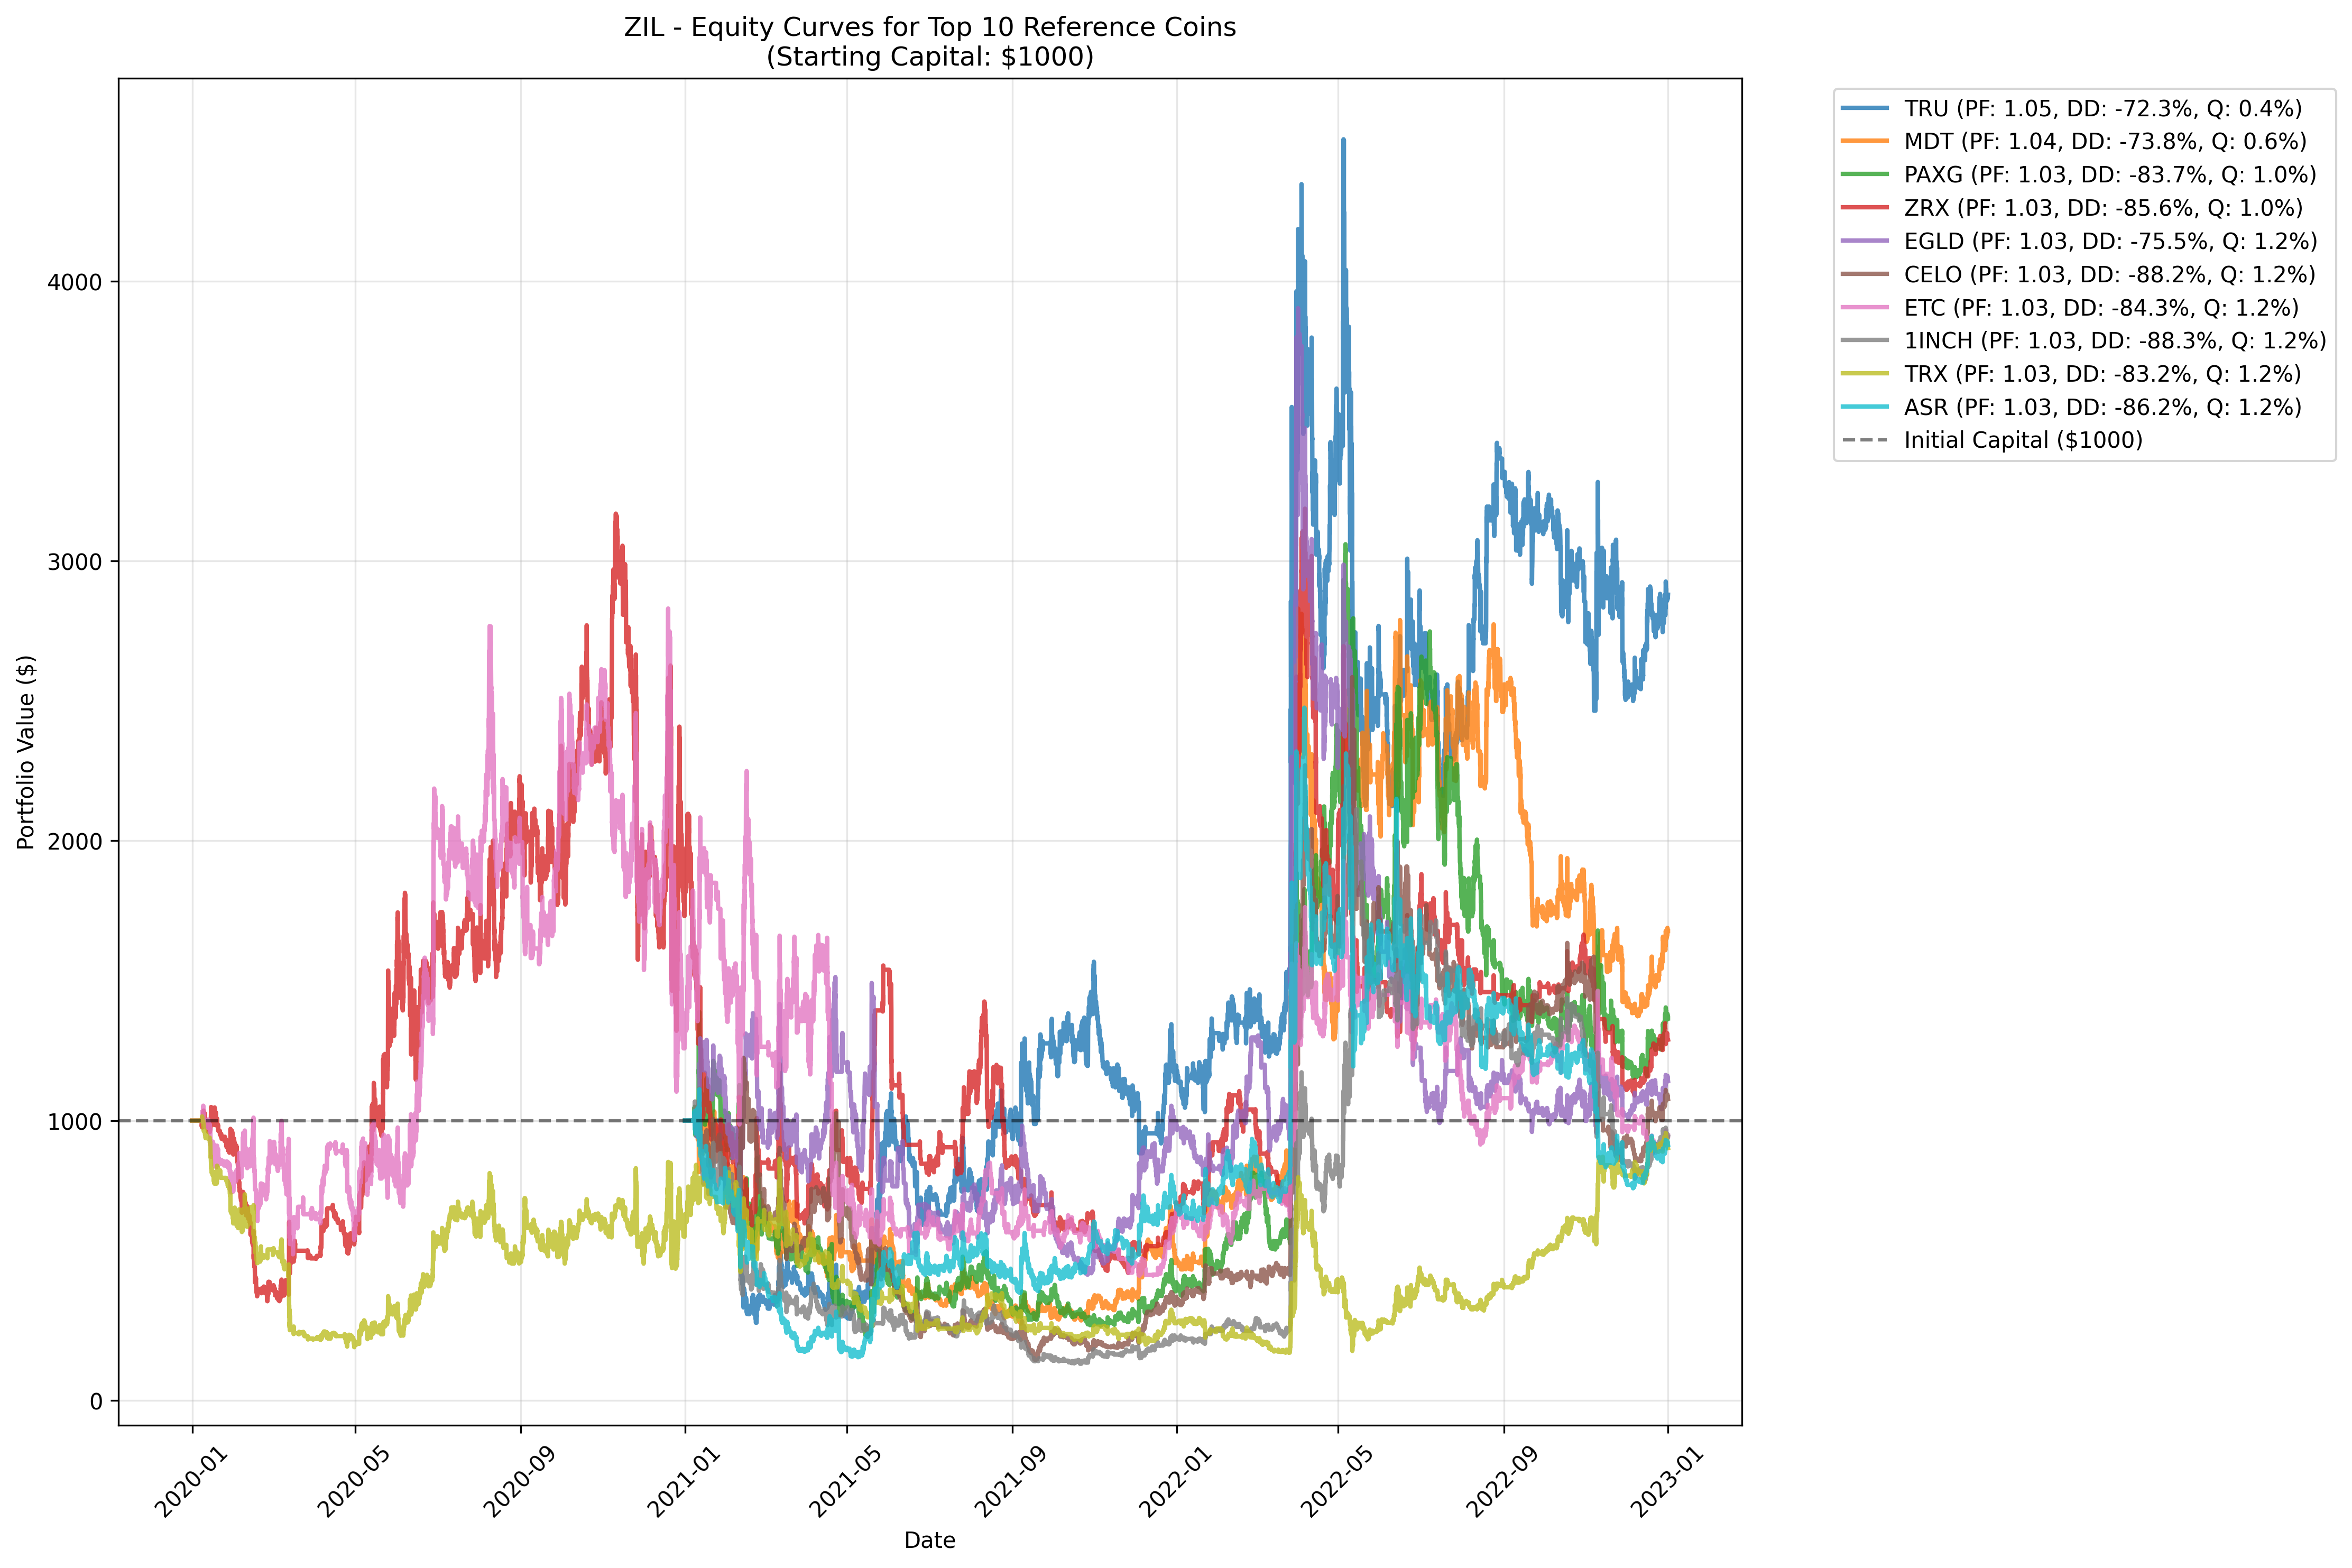 ZIL - Equity Curves for Top 10 Reference Coins
(Starting Capital: $1000)
TRU (PF: 1.05, DD: -72.3%, Q: 0.4%)
MDT (PF: 1.04, DD: -73.8%, Q: 0.6%)
PAXG (PF: 1.03, DD: -83.7%, Q: 1.0%)
ZRX (PF: 1.03, DD: -85.6%, Q: 1.0%)
EGLD (PF: 1.03, DD: -75.5%, Q: 1.2%)
CELO (PF: 1.03, DD: -88.2%, Q: 1.2%)
ETC (PF: 1.03, DD: -84.3%, Q: 1.2%)
1INCH (PF: 1.03, DD: -88.3%, Q: 1.2%)
TRX (PF: 1.03, DD: -83.2%, Q: 1.2%)
ASR (PF: 1.03, DD: -86.2%, Q: 1.2%)
Initial Capital ($1000)
Portfolio Value ($)
4000
3000
2000
1000
0
2020-01
2020-05
2020-09
2021-01
2021-05
2021-09
2022-01
2022-05
2022-09
2023-01
Date